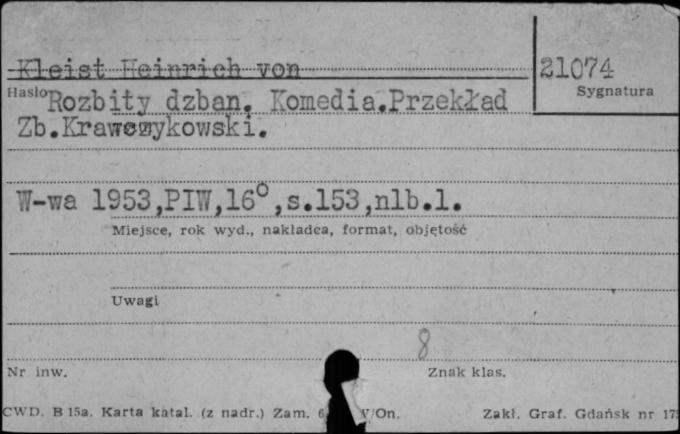 Kleist Heinrich von
21074
Hasło
Sygnatura
Rozbity dzban. Komedia.Przekład
Zb.Krawczykowski.
W-wa 1953,PIW,16°,s.153,nlb.1.
Miejsce, rok wyd., nakładca, format, objętość
Uwagi
8
Nr inw.
Znak klas.
CWD. B 15a. Karta katal. (z nadr.) Zam. 6 V/On.
Zakł. Graf. Gdańsk nr 175